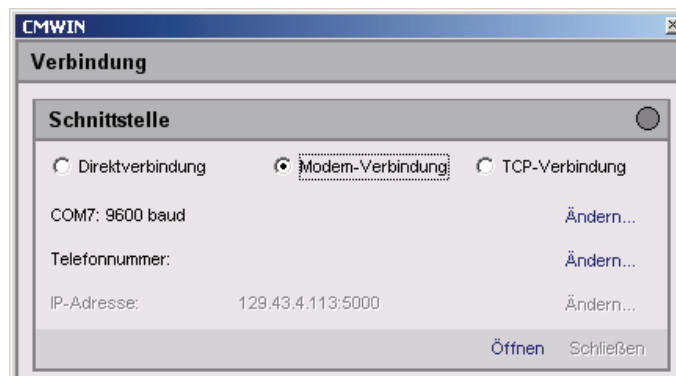 CMWIN
Verbindung
Schnittstelle
Direktverbindung Modem-Verbindung TCP-Verbindung
COM7: 9600 baud Ändern...
Telefonnummer: Ändern...
IP-Adresse: 129.43.4.113:5000 Ändern...
Öffnen Schließen